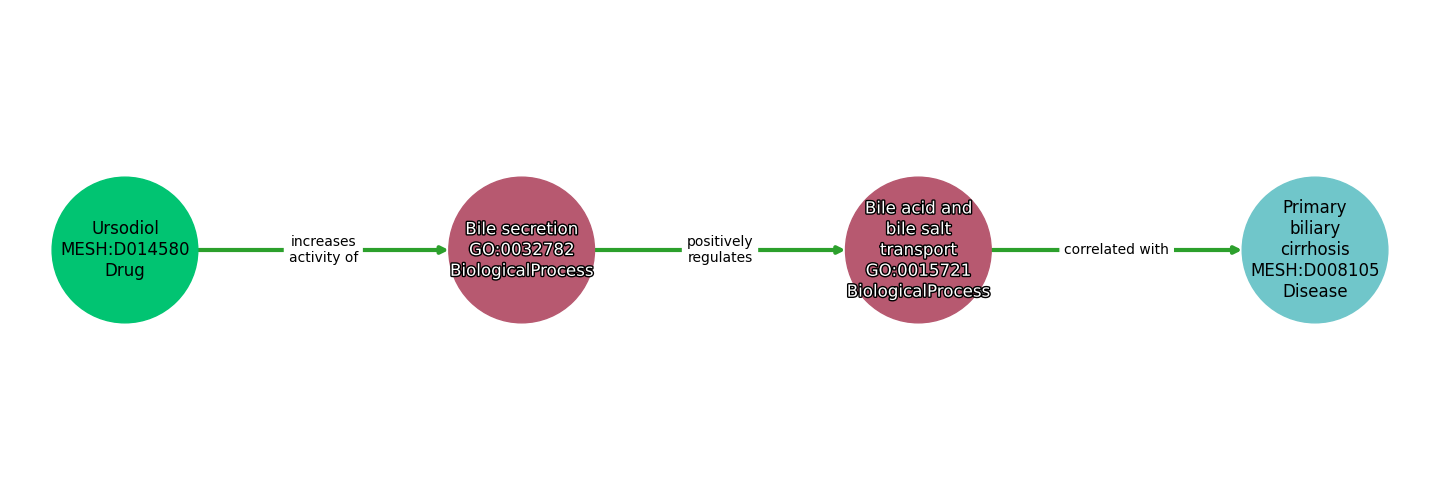 Ursodiol
MESH:D014580
Drug
increases
activity of
Bile secretion
GO:0032782
BiologicalProcess
positively
regulates
Bile acid and
bile salt
transport
GO:0015721
BiologicalProcess
correlated with
Primary
biliary
cirrhosis
MESH:D008105
Disease